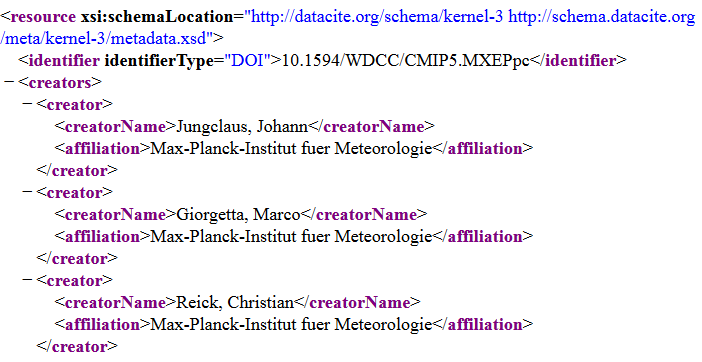 <resource xsi:schemaLocation="http://datacite.org/schema/kernel-3 http://schema.datacite.org
/meta/kernel-3/metadata.xsd">
<identifier identifierType="DOI">10.1594/WDCC/CMIP5.MXEPpc</identifier>
−<creators>
−<creator>
<creatorName>Jungclaus, Johann</creatorName>
<affiliation>Max-Planck-Institut fuer Meteorologie</affiliation>
</creator>
−<creator>
<creatorName>Giorgetta, Marco</creatorName>
<affiliation>Max-Planck-Institut fuer Meteorologie</affiliation>
</creator>
−<creator>
<creatorName>Reick, Christian</creatorName>
<affiliation>Max-Planck-Institut fuer Meteorologie</affiliation>
</creator>